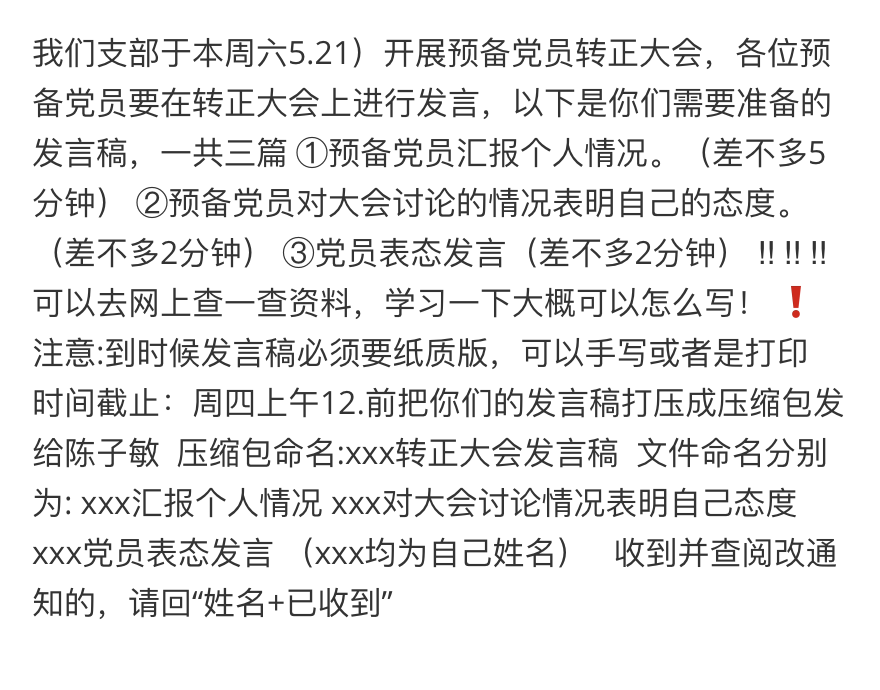 我们支部于本周六5.21）开展预备党员转正大会，各位预
备党员要在转正大会上进行发言，以下是你们需要准备的
发言稿，一共三篇 ①预备党员汇报个人情况。（差不多5
分钟） ②预备党员对大会讨论的情况表明自己的态度。
（差不多2分钟） ③党员表态发言（差不多2分钟） ‼️ ‼️ ‼️
可以去网上查一查资料，学习一下大概可以怎么写！ ❗
注意:到时候发言稿必须要纸质版，可以手写或者是打印
时间截止：周四上午12.前把你们的发言稿打压成压缩包发
给陈子敏  压缩包命名:xxx转正大会发言稿  文件命名分别
为: xxx汇报个人情况 xxx对大会讨论情况表明自己态度
xxx党员表态发言 （xxx均为自己姓名）  收到并查阅改通
知的，请回“姓名+已收到”